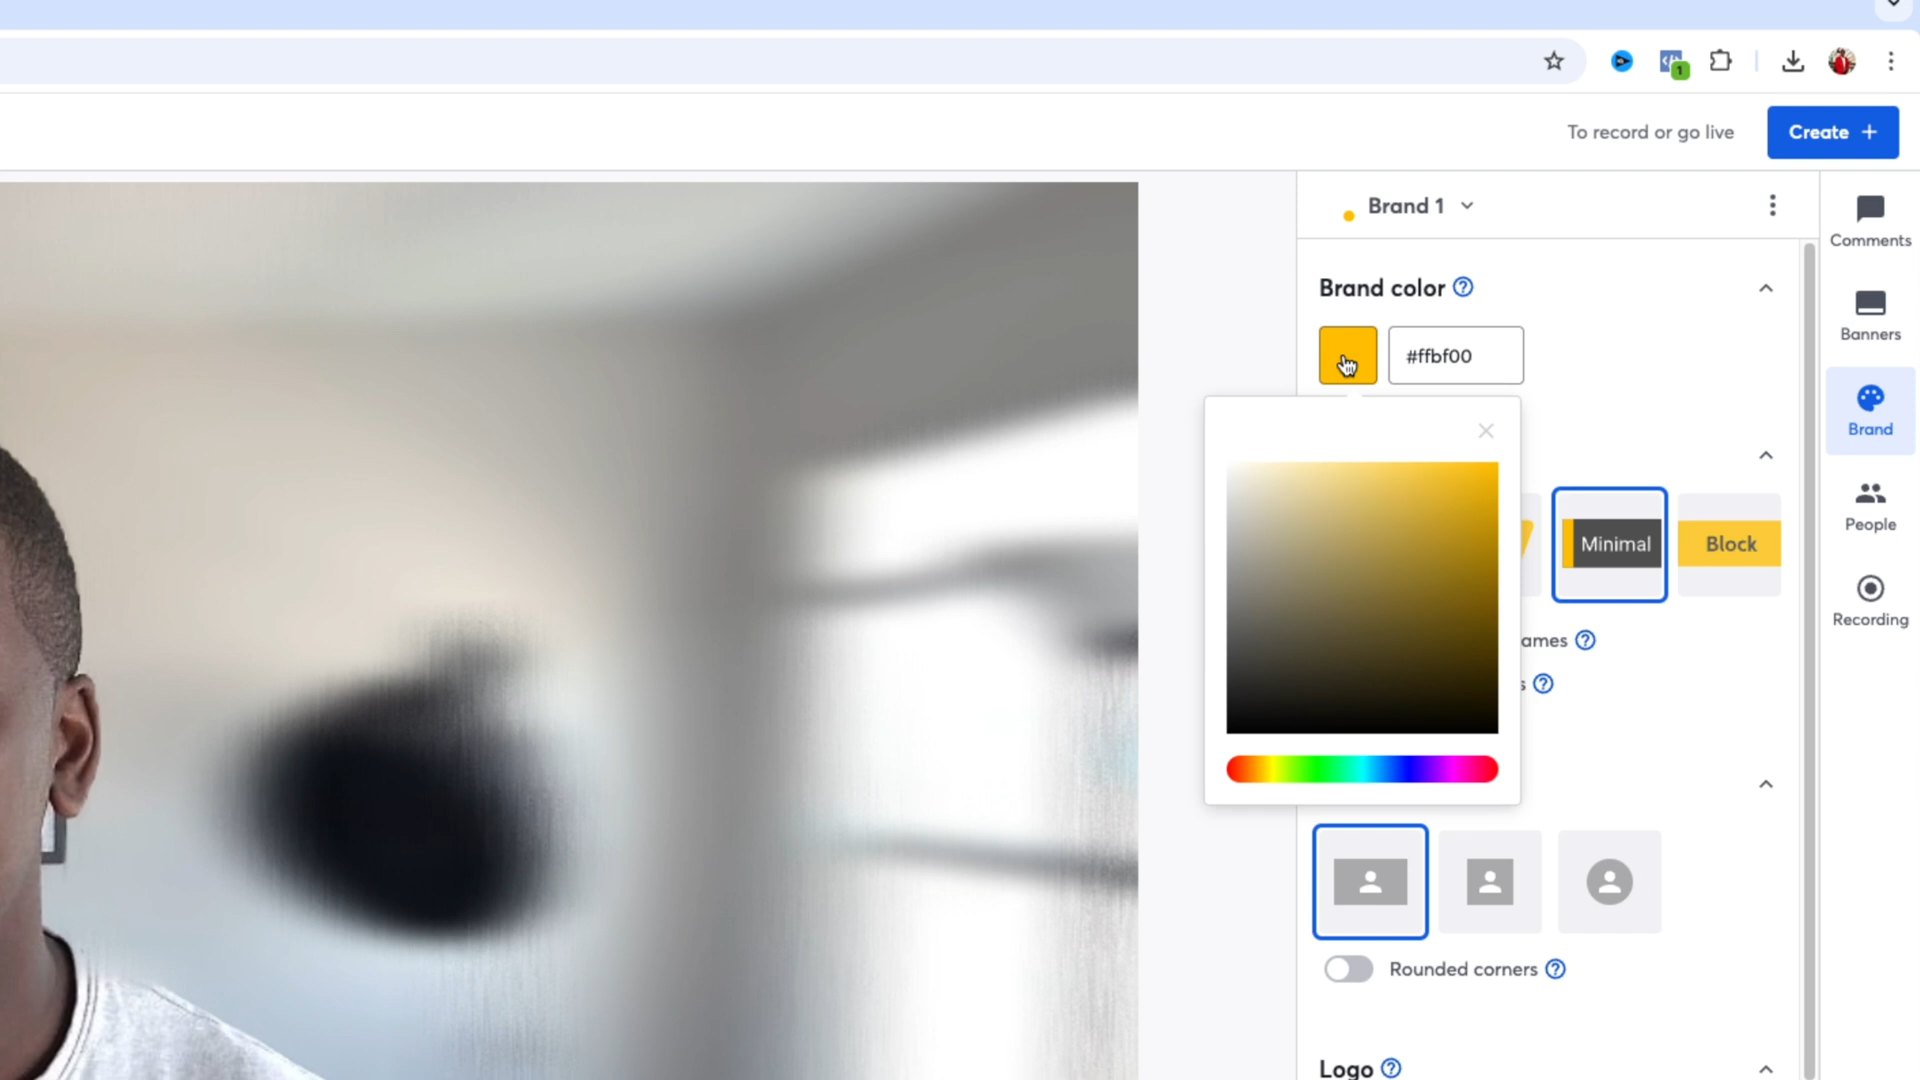 1
To record or go live
Create +
Brand 1
Comments
Brand color ?
#ffbf00
Banners
Brand
Minimal
Block
People
ames ?
s ?
Recording
Rounded corners ?
Logo ?